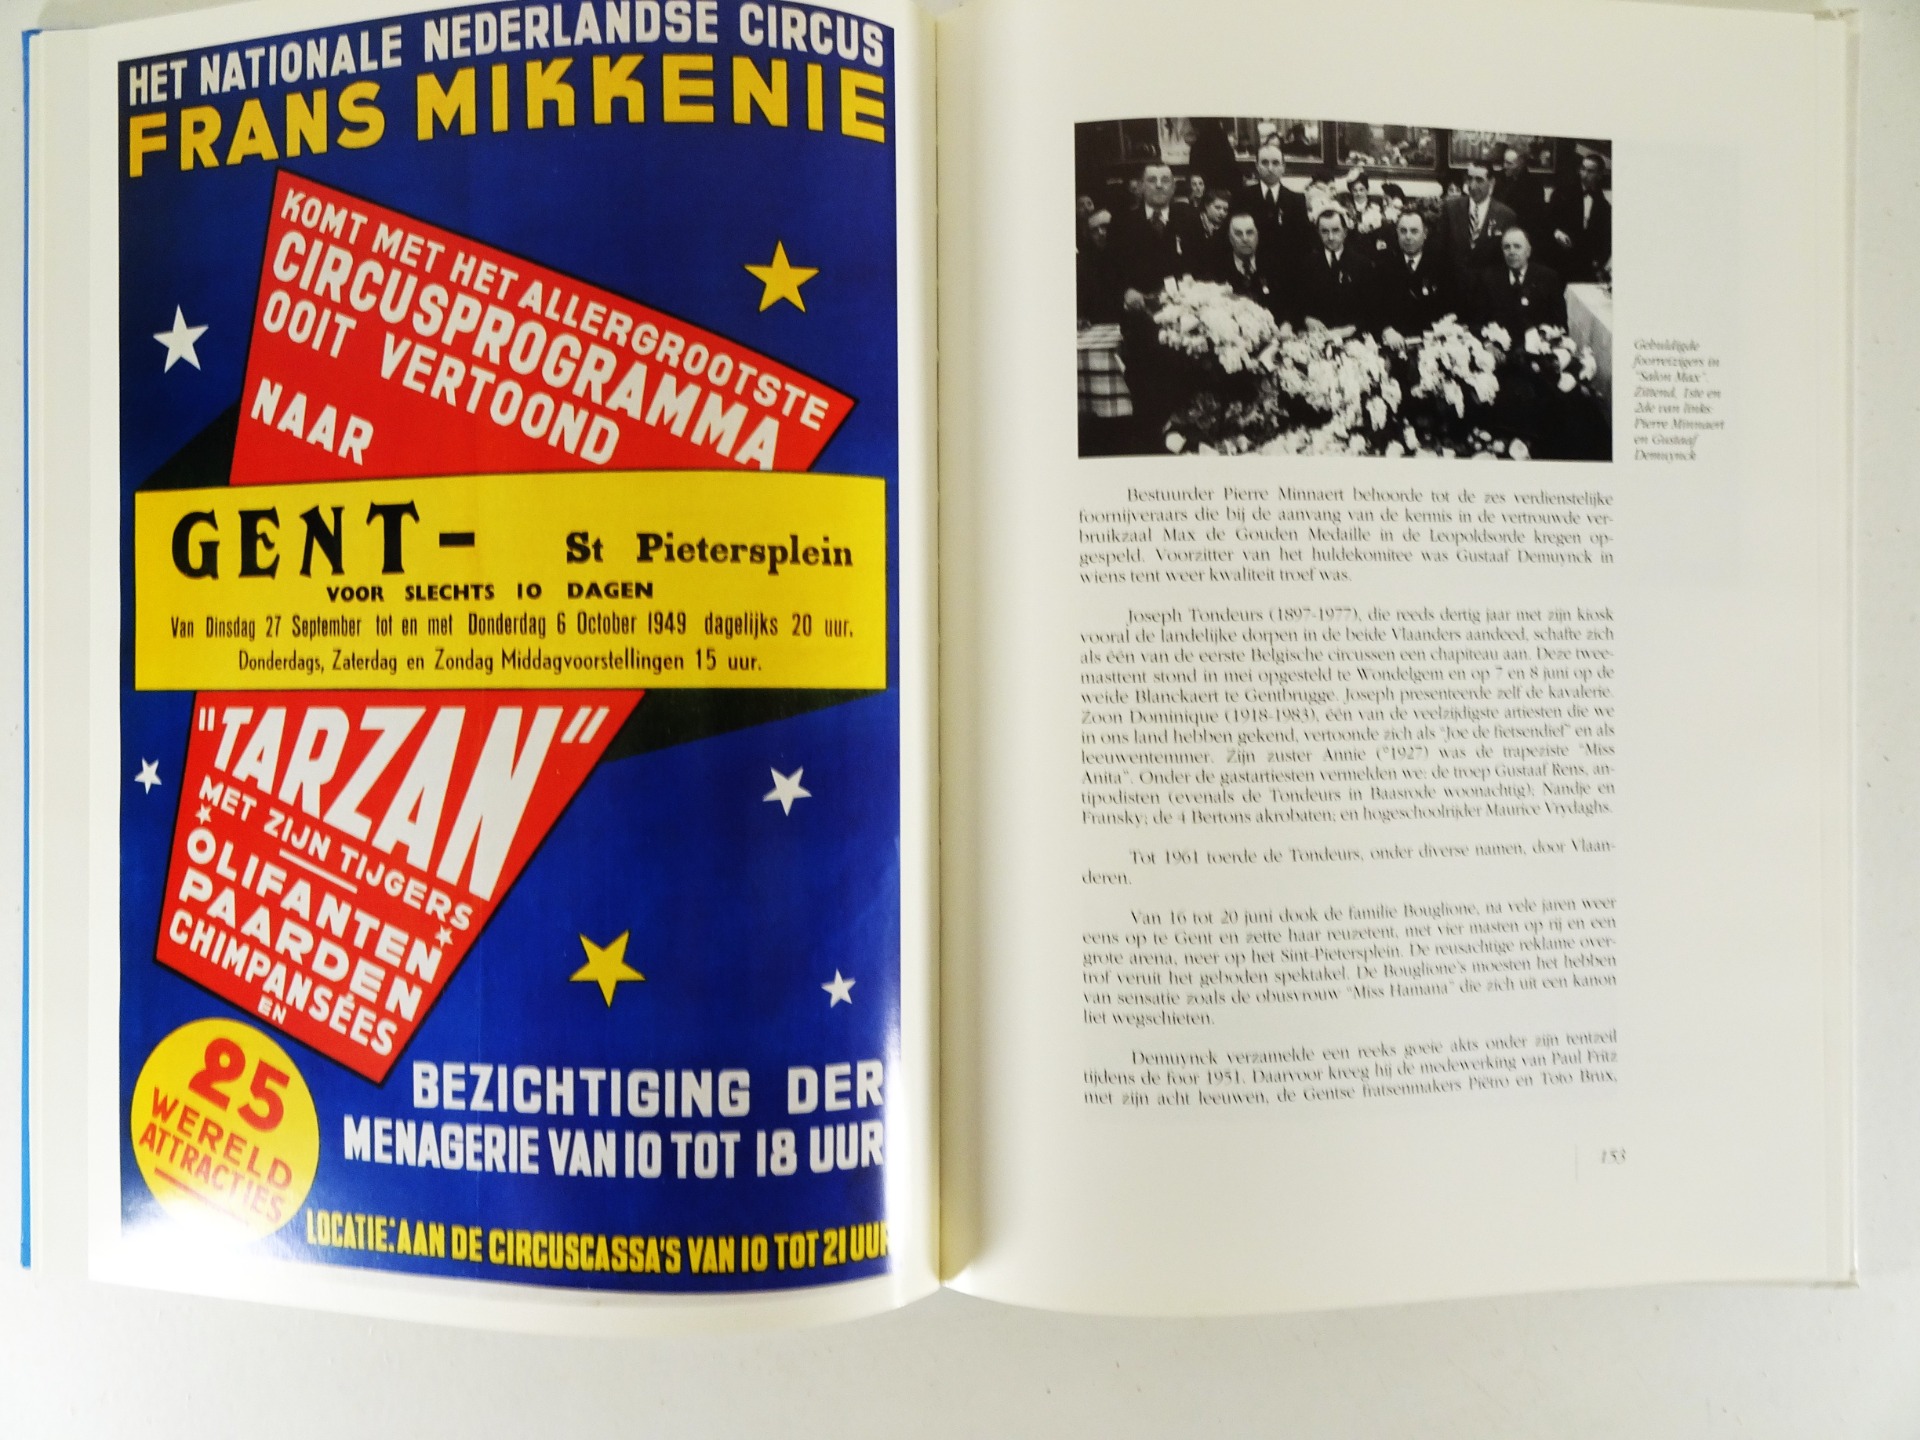 HET NATIONALE NEDERLANDSE CIRCUS
FRANS MIKKENIE
KOMT MET HET ALLERGROOTSTE
CIRCUSPROGRAMMA
OOIT VERTOOND
NAAR
GENT - St Pietersplein
VOOR SLECHTS 10 DAGEN
Van Dinsdag 27 September tot en met Donderdag 6 October 1949 dagelijks 20 uur.
Donderdags, Zaterdag en Zondag Middagvoorstellingen 15 uur.
"TARZAN"
MET ZIJN TIJGERS
OLIFANTEN
PAARDEN
CHIMPANSÉES
EN
25
WERELD
ATTRACTIES
BEZICHTIGING DER
MENAGERIE VAN 10 TOT 18 UUR
LOCATIE: AAN DE CIRCUSCASSA'S VAN 10 TOT 21 UUR
Gehuldigde
foorreizigers in
"Salon Max".
Zittend, 1ste en
2de van links:
Pierre Minnaert
en Gustaaf
Demuynck
Bestuurder Pierre Minnaert behoorde tot de zes verdienstelijke
foornijveraars die bij de aanvang van de kermis in de vertrouwde ver-
bruikzaal Max de Gouden Medaille in de Leopoldsorde kregen op-
gespeld. Voorzitter van het huldekomitee was Gustaaf Demuynck in
wiens tent weer kwaliteit troef was.
Joseph Tondeurs (1897-1977), die reeds dertig jaar met zijn kiosk
vooral de landelijke dorpen in de beide Vlaanders aandeed, schafte zich
als één van de eerste Belgische circussen een chapiteau aan. Deze twee-
masttent stond in mei opgesteld te Wondelgem en op 7 en 8 juni op de
weide Blanckaert te Gentbrugge. Joseph presenteerde zelf de kavalerie.
Zoon Dominique (1918-1983), één van de veelzijdigste artiesten die we
in ons land hebben gekend, vertoonde zich als "Joe de fietsendief" en als
leeuwentemmer. Zijn zuster Annie (°1927) was de trapeziste "Miss
Anita". Onder de gastartiesten vermelden we: de troep Gustaaf Rens, an-
tipodisten (evenals de Tondeurs in Baasrode woonachtig); Nandje en
Fransky; de 4 Bertons akrobaten; en hogeschoolrijder Maurice Vrydaghs.
Tot 1961 toerde de Tondeurs, onder diverse namen, door Vlaan-
deren.
Van 16 tot 20 juni dook de familie Bouglione, na vele jaren weer
eens op te Gent en zette haar reuzetent, met vier masten op rij en een
grote arena, neer op het Sint-Pietersplein. De reusachtige reklame over-
trof veruit het geboden spektakel. De Bouglione's moesten het hebben
van sensatie zoals de obusvrouw "Miss Hamana" die zich uit een kanon
liet wegschieten.
Demuynck verzamelde een reeks goeie akts onder zijn tentzeil
tijdens de foor 1951. Daarvoor kreeg hij de medewerking van Paul Fritz
met zijn acht leeuwen, de Gentse fratsenmakers Piëtro en Toto Brux,
153